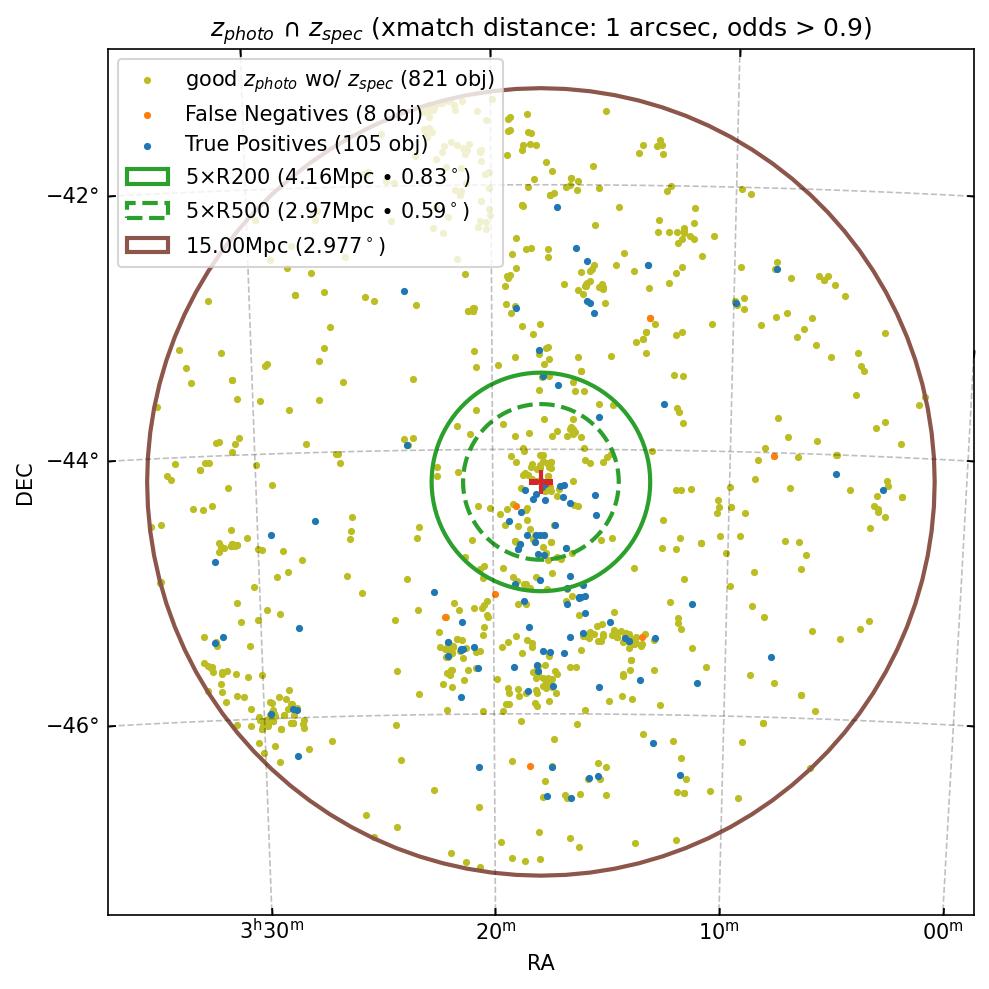 z_photo ∩ z_spec (xmatch distance: 1 arcsec, odds > 0.9)
good z_photo wo/ z_spec (821 obj)
False Negatives (8 obj)
True Positives (105 obj)
5×R200 (4.16Mpc • 0.83°)
5×R500 (2.97Mpc • 0.59°)
15.00Mpc (2.977°)
−42°
−44°
−46°
DEC
3ʰ30ᵐ 20ᵐ 10ᵐ 00ᵐ
RA